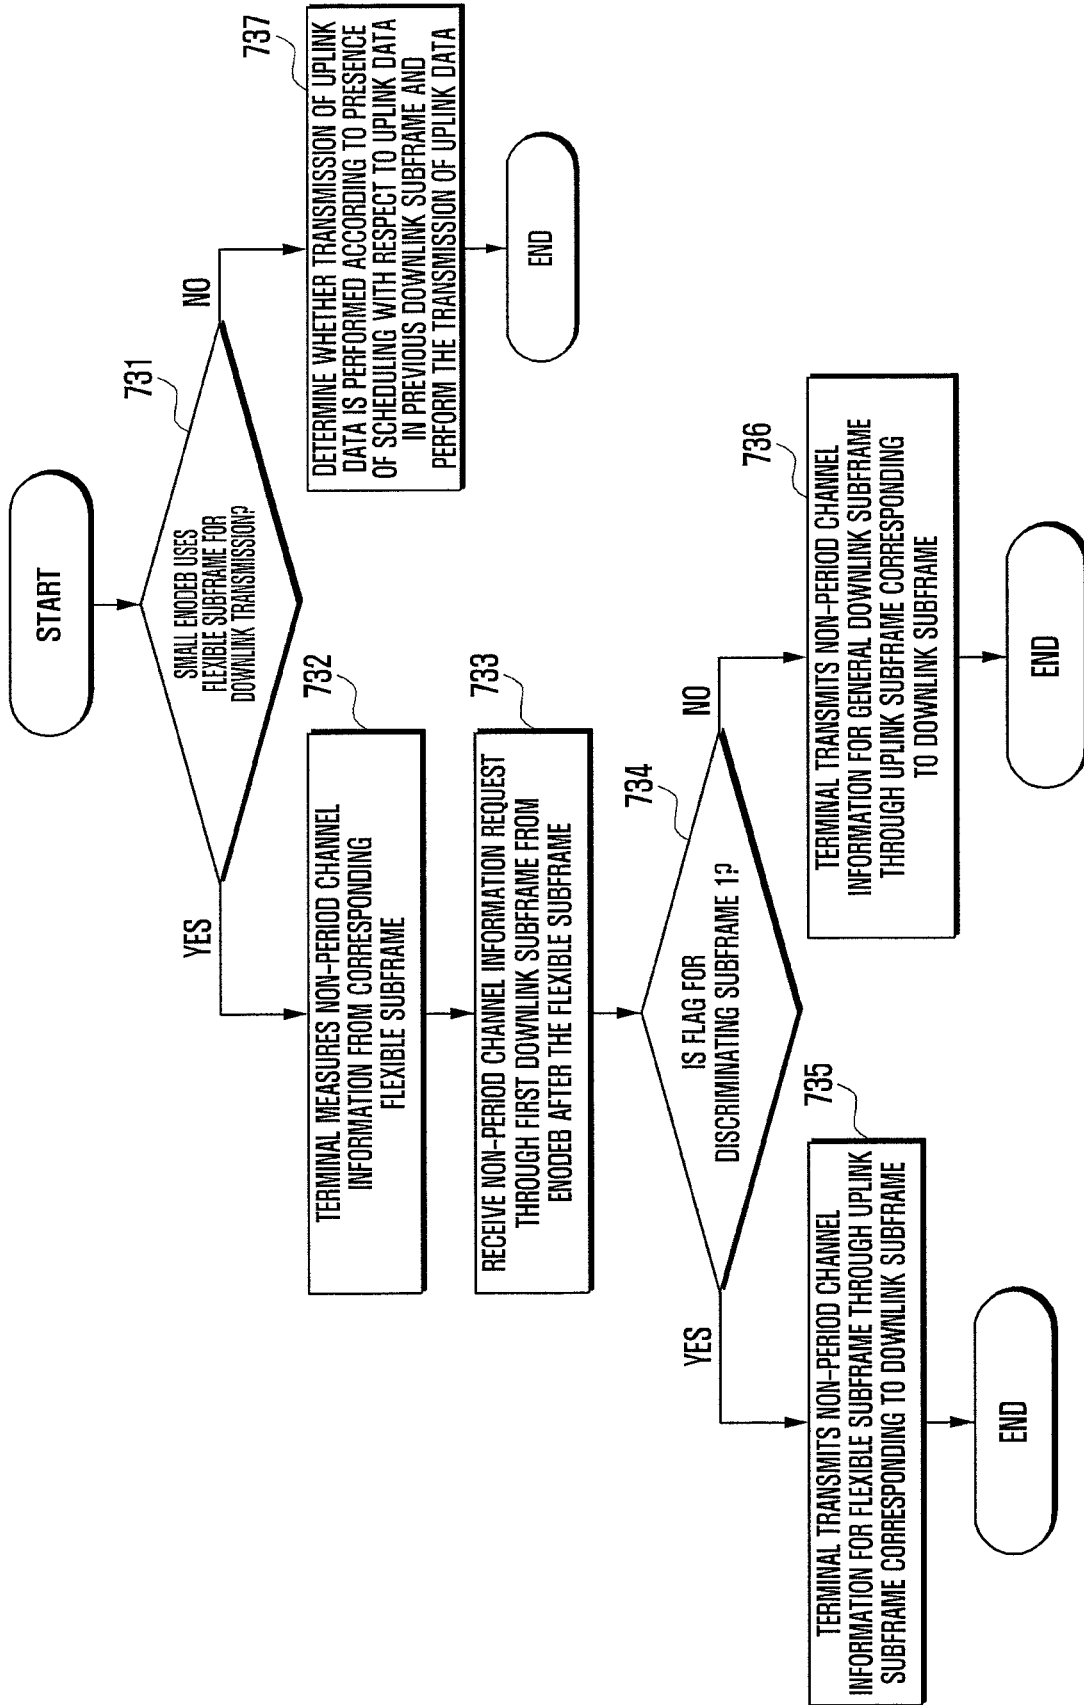 START
731
SMALL ENODEB USES
FLEXIBLE SUBFRAME FOR
DOWNLINK TRANSMISSION?
YES
NO
732
TERMINAL MEASURES NON-PERIOD CHANNEL
INFORMATION FROM CORRESPONDING
FLEXIBLE SUBFRAME
737
DETERMINE WHETHER TRANSMISSION OF UPLINK
DATA IS PERFORMED ACCORDING TO PRESENCE
OF SCHEDULING WITH RESPECT TO UPLINK DATA
IN PREVIOUS DOWNLINK SUBFRAME AND
PERFORM THE TRANSMISSION OF UPLINK DATA
END
733
RECEIVE NON-PERIOD CHANNEL INFORMATION REQUEST
THROUGH FIRST DOWNLINK SUBFRAME FROM
ENODEB AFTER THE FLEXIBLE SUBFRAME
734
IS FLAG FOR
DISCRIMINATING SUBFRAME 1?
YES
NO
735
TERMINAL TRANSMITS NON-PERIOD CHANNEL
INFORMATION FOR FLEXIBLE SUBFRAME THROUGH UPLINK
SUBFRAME CORRESPONDING TO DOWNLINK SUBFRAME
END
736
TERMINAL TRANSMITS NON-PERIOD CHANNEL
INFORMATION FOR GENERAL DOWNLINK SUBFRAME
THROUGH UPLINK SUBFRAME CORRESPONDING
TO DOWNLINK SUBFRAME
END